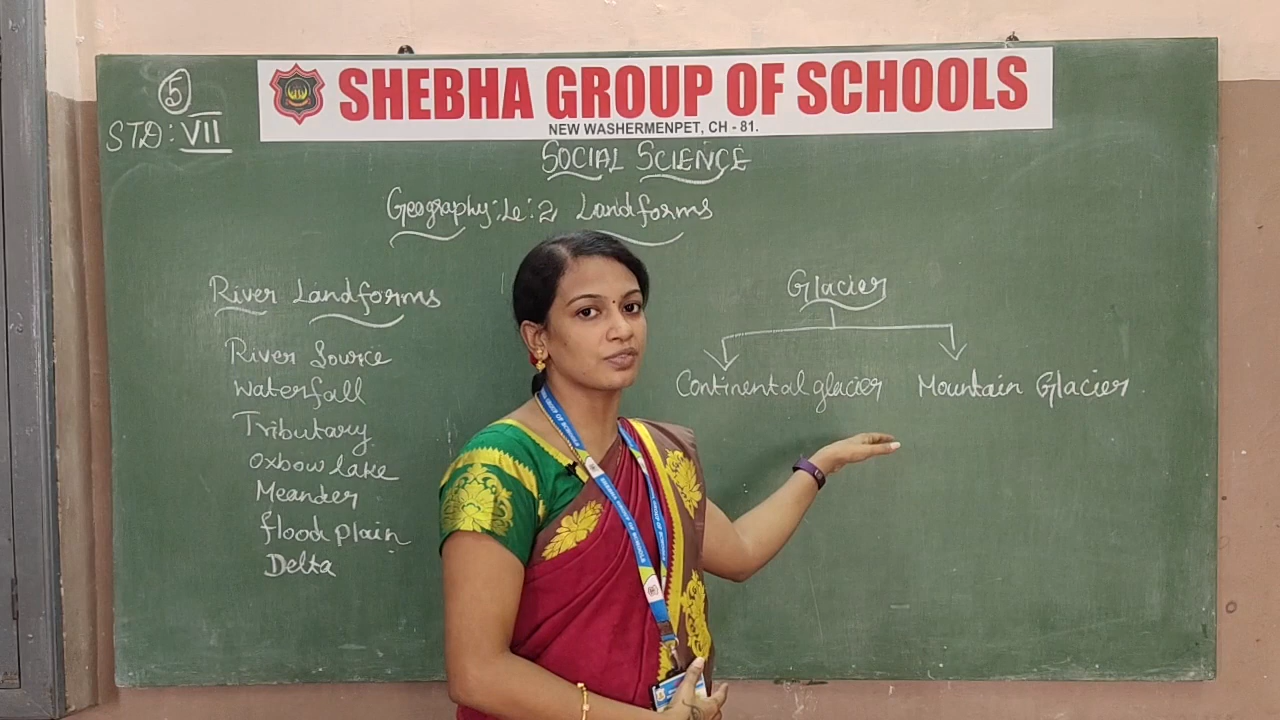 SHEBHA GROUP OF SCHOOLS
NEW WASHERMENPET, CH - 81.
5
STD: VII
SOCIAL SCIENCE
Geography: Le: 2 Landforms
River Landforms
River Source
Waterfall
Tributary
Oxbow lake
Meander
flood plain
Delta
Glacier
Continental glacier
Mountain Glacier